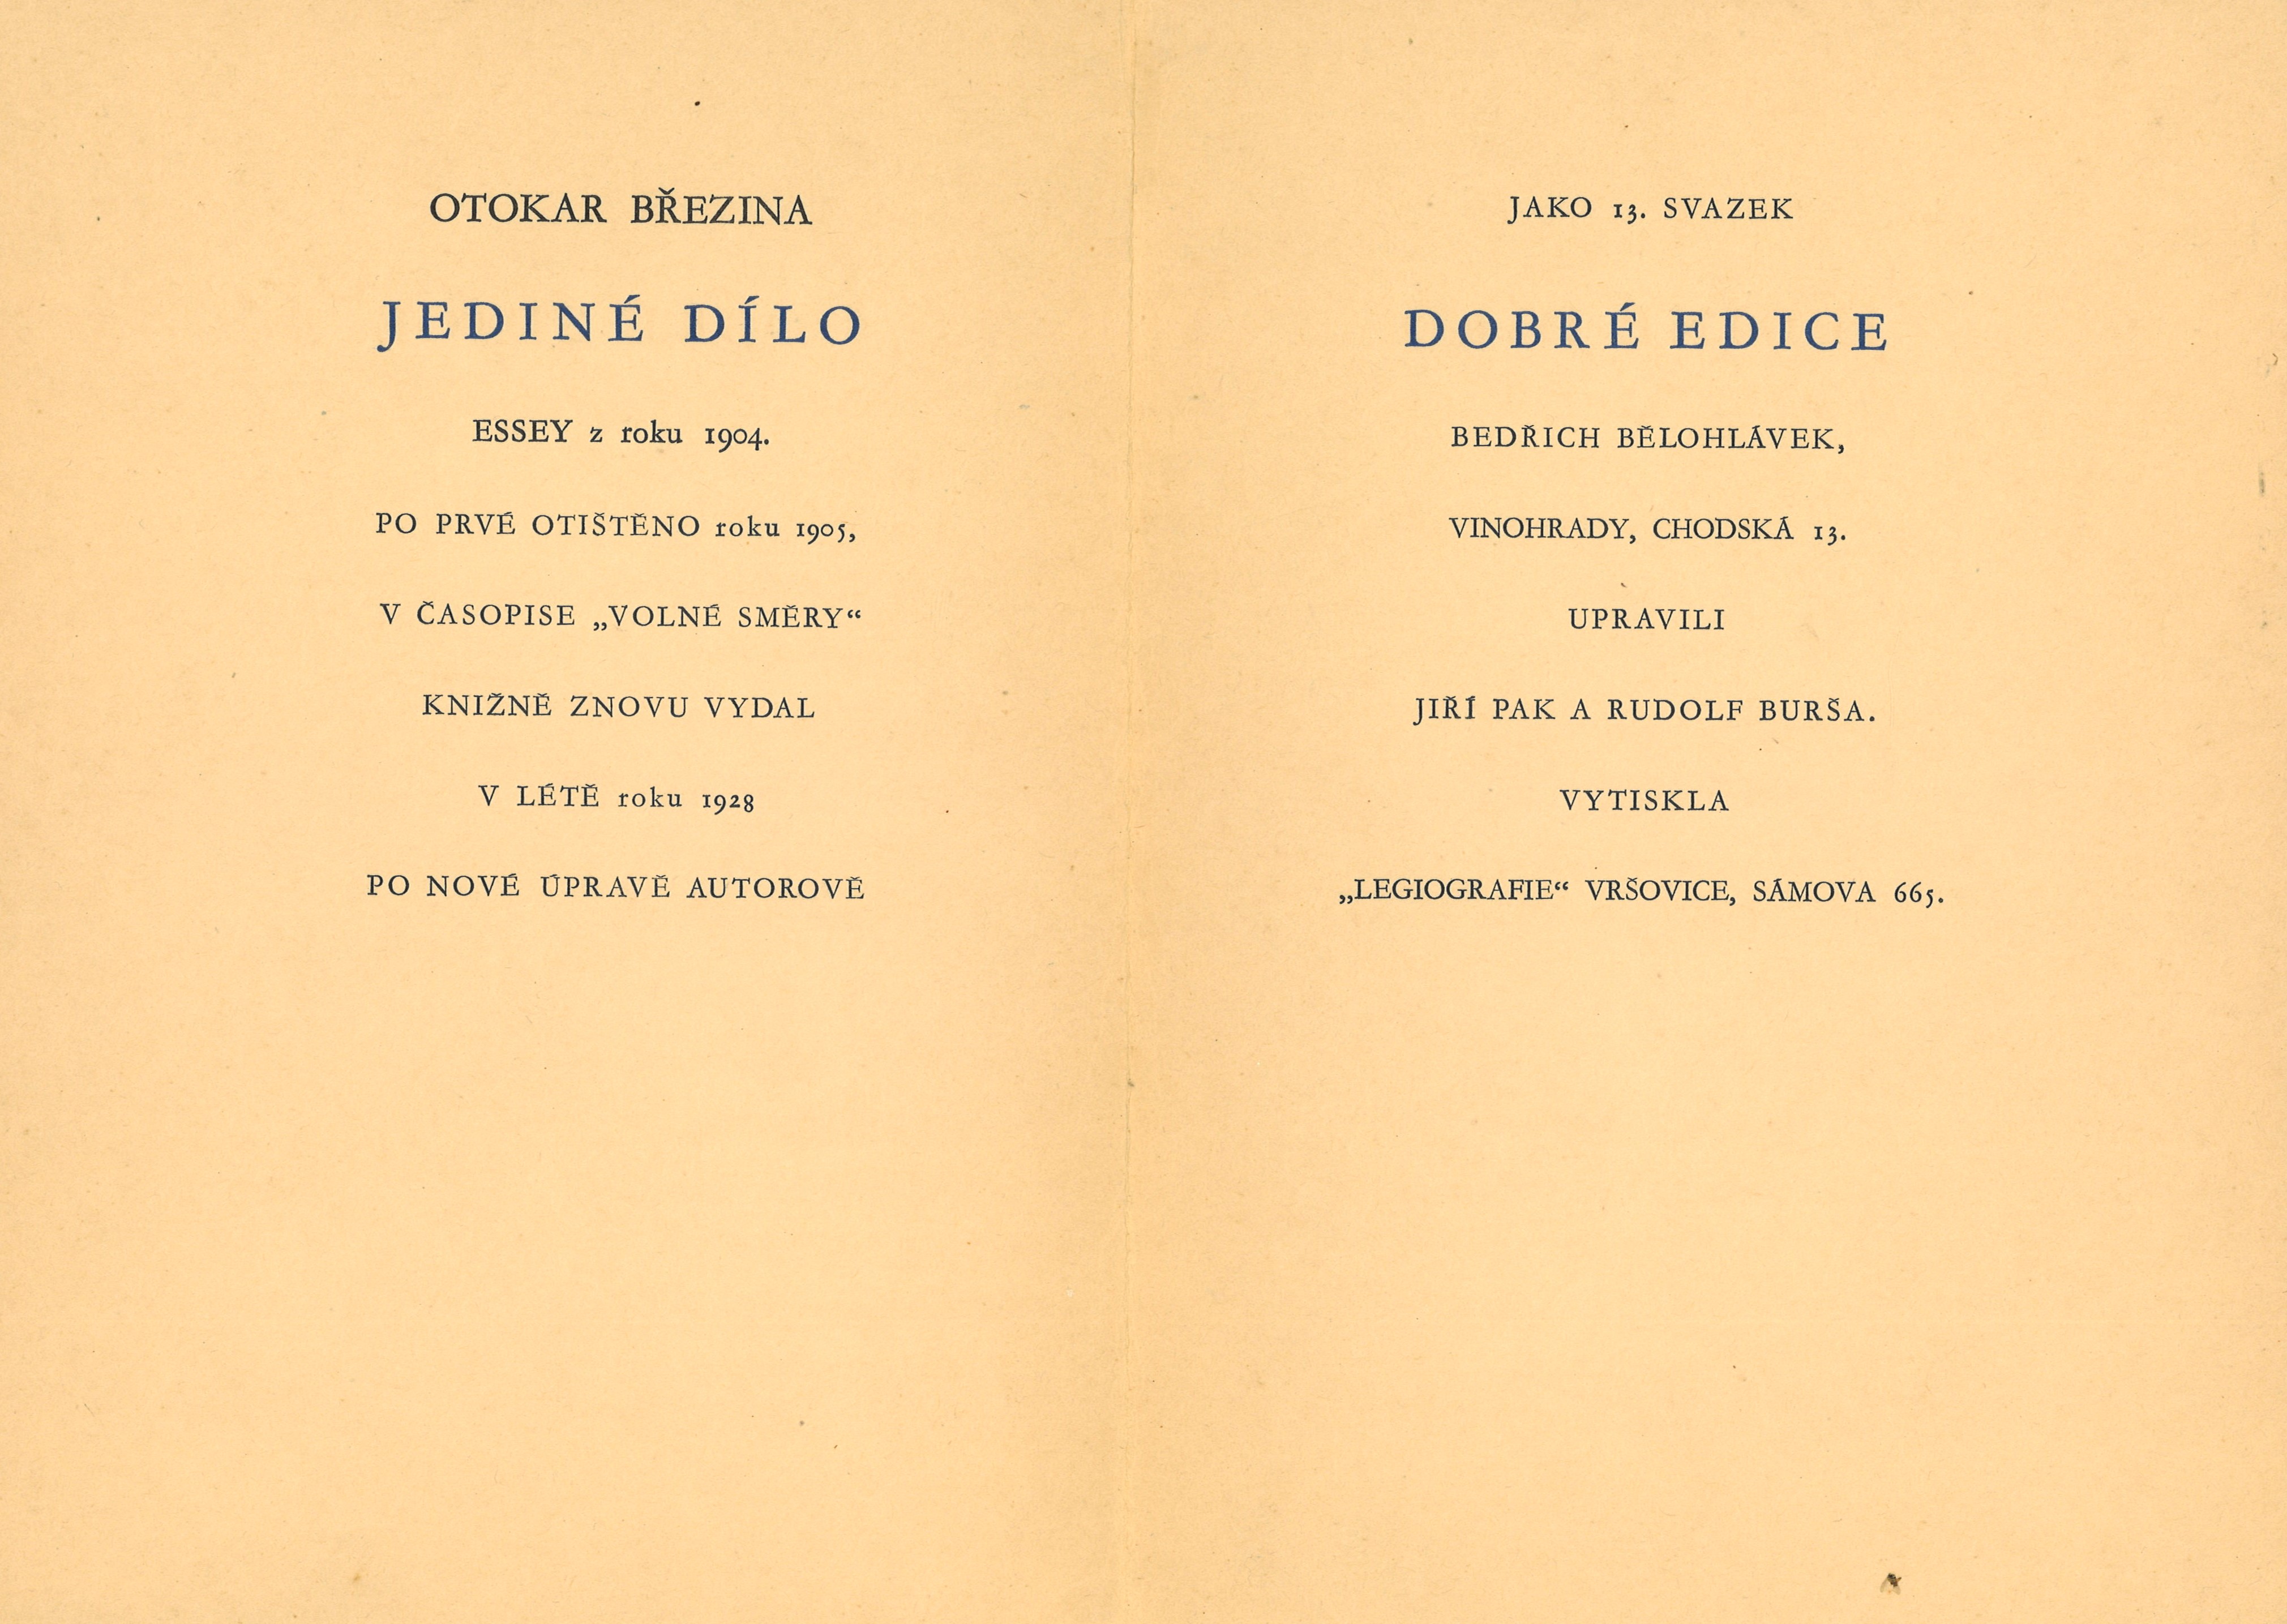 OTOKAR BŘEZINA
JEDINÉ DÍLO
ESSEY z roku 1904.
PO PRVÉ OTIŠTĚNO roku 1905,
V ČASOPISE „VOLNÉ SMĚRY“
KNIŽNĚ ZNOVU VYDAL
V LÉTĚ roku 1928
PO NOVÉ ÚPRAVĚ AUTOROVĚ
JAKO 13. SVAZEK
DOBRÉ EDICE
BEDŘICH BĚLOHLÁVEK,
VINOHRADY, CHODSKÁ 13.
UPRAVILI
JIŘÍ PAK A RUDOLF BURŠA.
VYTISKLA
„LEGIOGRAFIE“ VRŠOVICE, SÁMOVA 665.